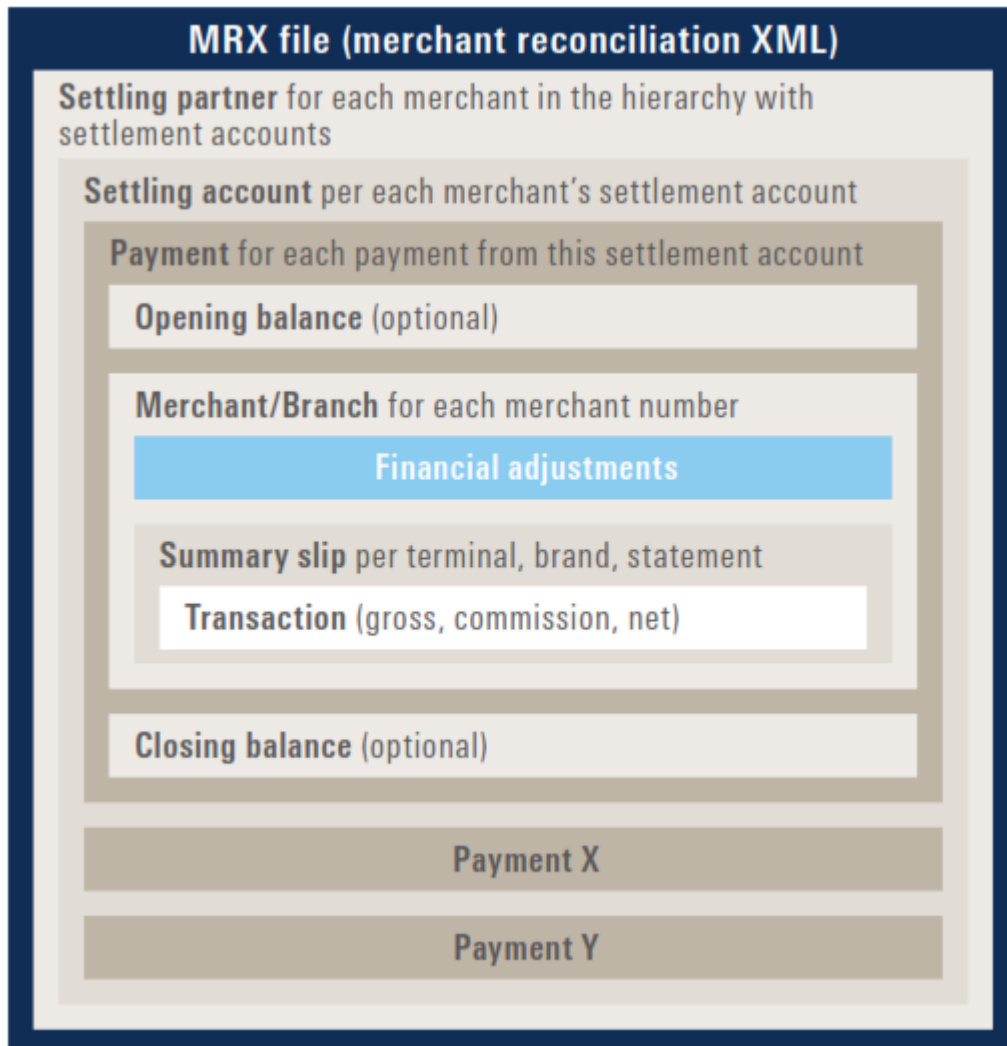 MRX file (merchant reconciliation XML)
Settling partner for each merchant in the hierarchy with
settlement accounts
Settling account per each merchant's settlement account
Payment for each payment from this settlement account
Opening balance (optional)
Merchant/Branch for each merchant number
Financial adjustments
Summary slip per terminal, brand, statement
Transaction (gross, commission, net)
Closing balance (optional)
Payment X
Payment Y